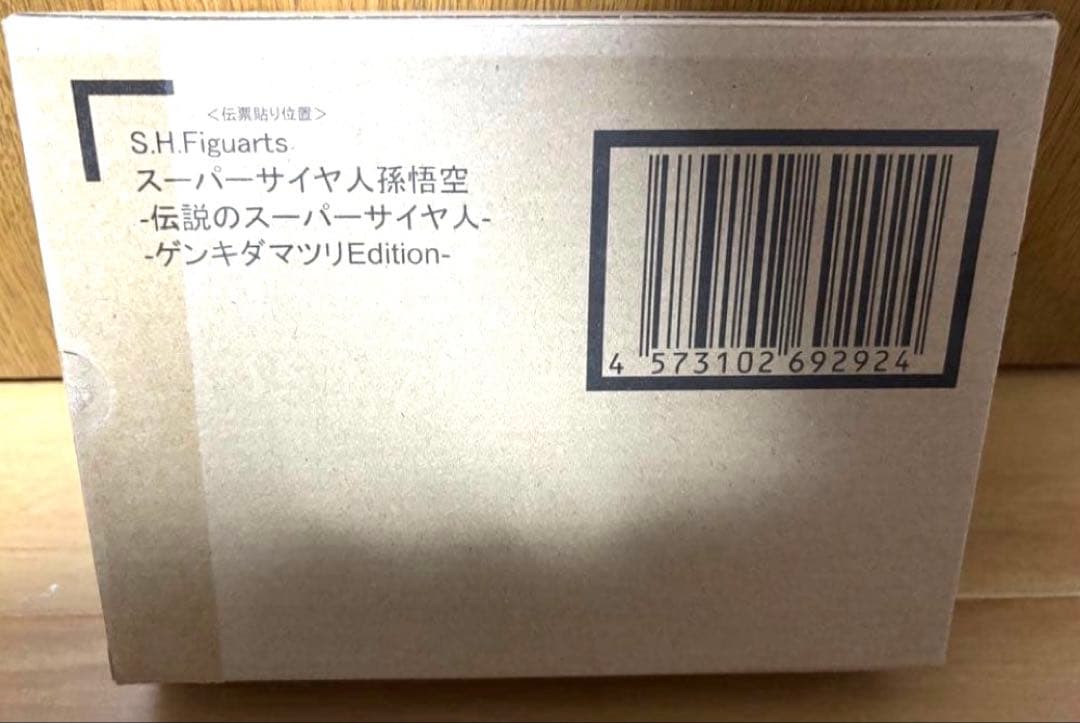 ＜伝票貼り位置＞
S.H.Figuarts
スーパーサイヤ人孫悟空
-伝説のスーパーサイヤ人-
-ゲンキダマツリEdition-
4 573102 692924